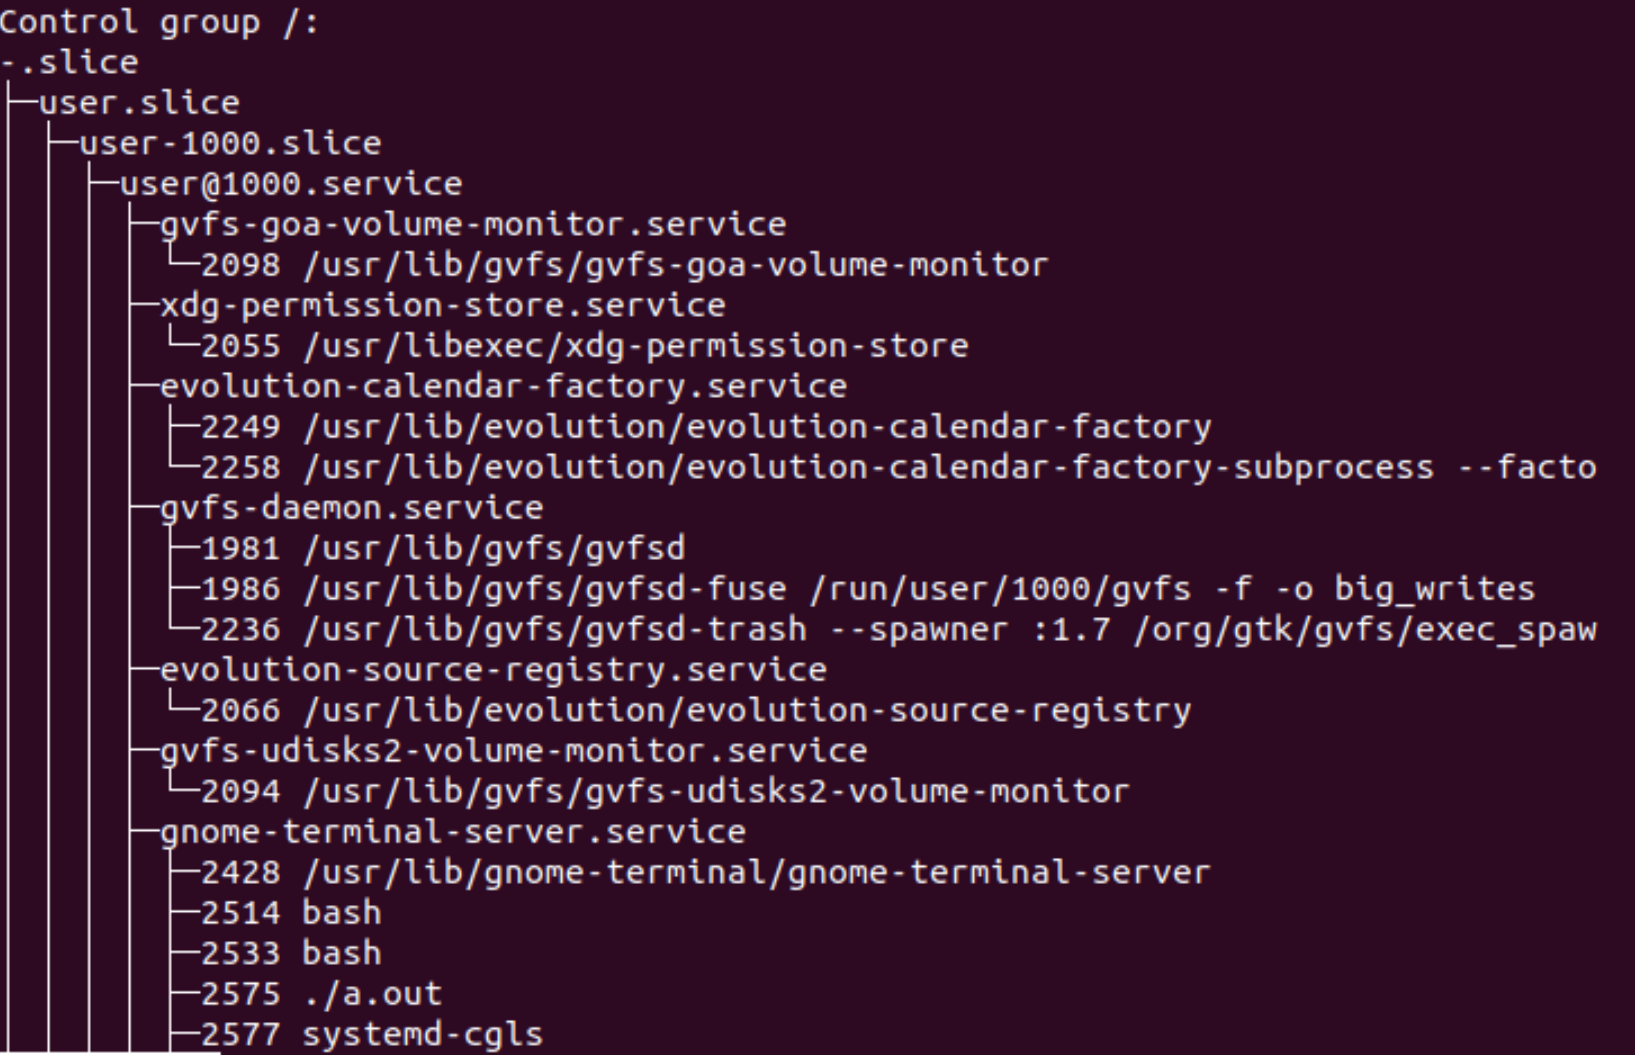 Control group /:
-.slice
├─user.slice
│ ├─user-1000.slice
│ │ ├─user@1000.service
│ │ │ ├─gvfs-goa-volume-monitor.service
│ │ │ │ └─2098 /usr/lib/gvfs/gvfs-goa-volume-monitor
│ │ │ ├─xdg-permission-store.service
│ │ │ │ └─2055 /usr/libexec/xdg-permission-store
│ │ │ ├─evolution-calendar-factory.service
│ │ │ │ ├─2249 /usr/lib/evolution/evolution-calendar-factory
│ │ │ │ └─2258 /usr/lib/evolution/evolution-calendar-factory-subprocess --facto
│ │ │ ├─gvfs-daemon.service
│ │ │ │ ├─1981 /usr/lib/gvfs/gvfsd
│ │ │ │ ├─1986 /usr/lib/gvfs/gvfsd-fuse /run/user/1000/gvfs -f -o big_writes
│ │ │ │ └─2236 /usr/lib/gvfs/gvfsd-trash --spawner :1.7 /org/gtk/gvfs/exec_spaw
│ │ │ ├─evolution-source-registry.service
│ │ │ │ └─2066 /usr/lib/evolution/evolution-source-registry
│ │ │ ├─gvfs-udisks2-volume-monitor.service
│ │ │ │ └─2094 /usr/lib/gvfs/gvfs-udisks2-volume-monitor
│ │ │ ├─gnome-terminal-server.service
│ │ │ │ ├─2428 /usr/lib/gnome-terminal/gnome-terminal-server
│ │ │ │ ├─2514 bash
│ │ │ │ ├─2533 bash
│ │ │ │ ├─2575 ./a.out
│ │ │ │ ├─2577 systemd-cgls